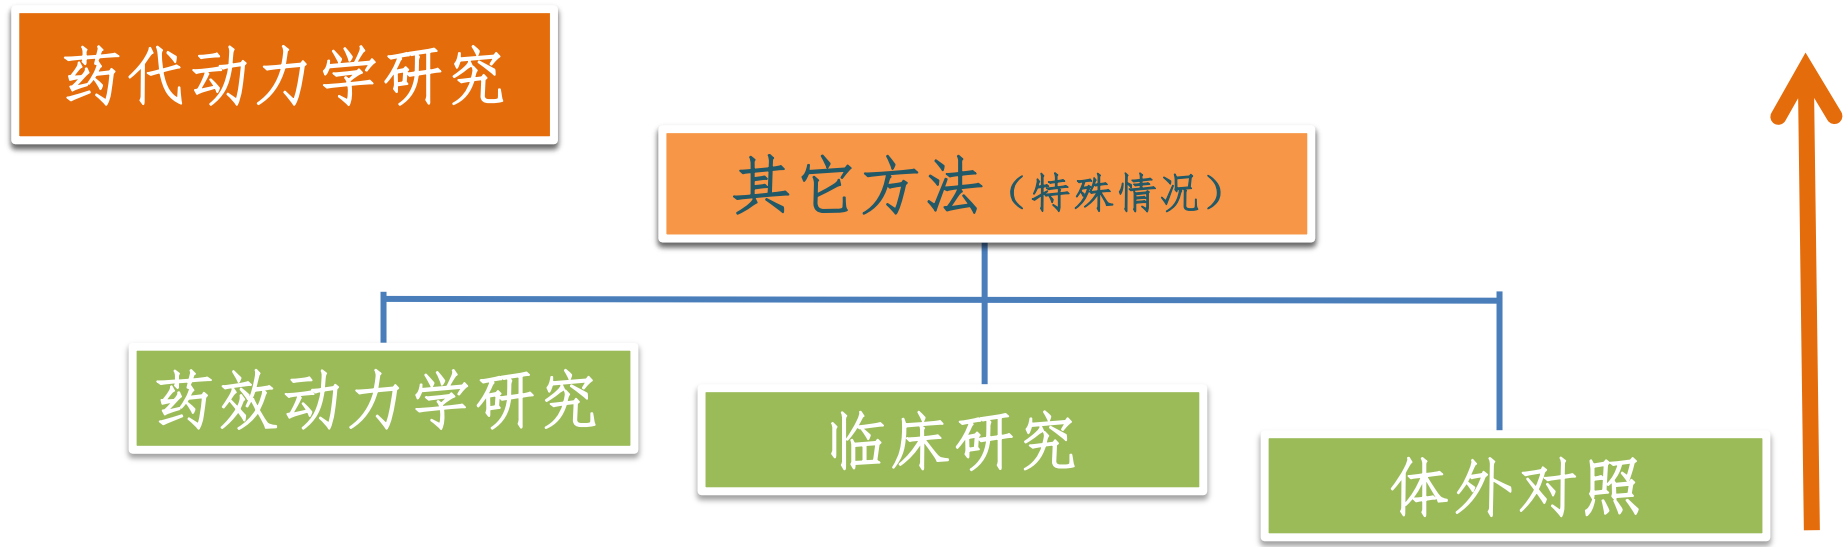 药代动力学研究
其它方法（特殊情况）
药效动力学研究
临床研究
体外对照